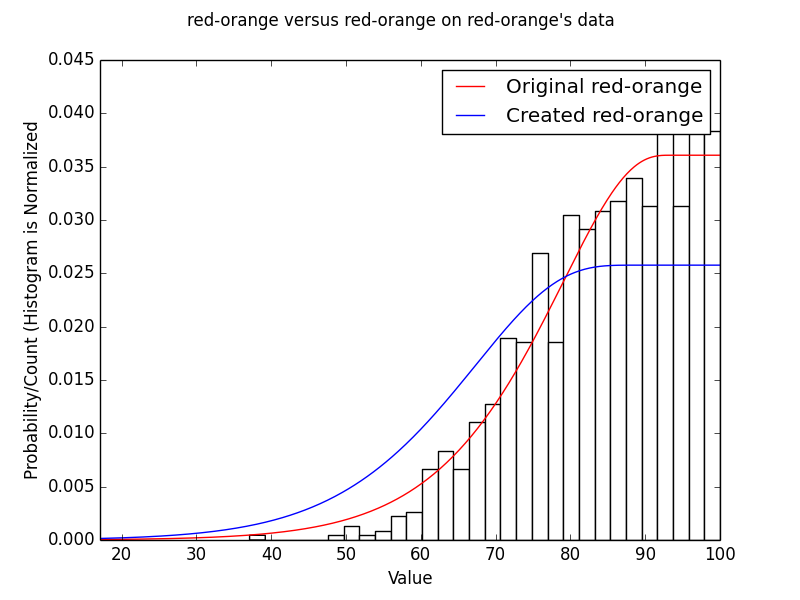 red-orange versus red-orange on red-orange's data
Original red-orange
Created red-orange
Probability/Count (Histogram is Normalized
0.045
0.040
0.035
0.030
0.025
0.020
0.015
0.010
0.005
0.000
20 30 40 50 60 70 80 90 100
Value